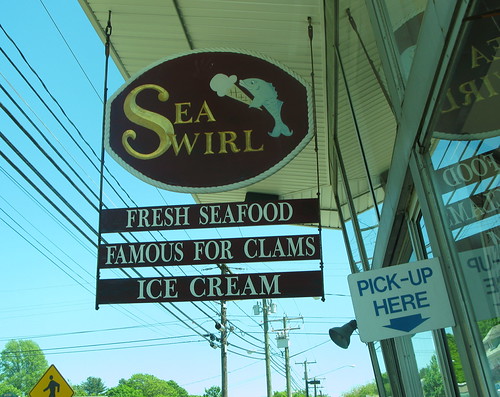 SEA
SWIRL
FRESH SEAFOOD
FAMOUS FOR CLAMS
ICE CREAM
PICK-UP
HERE